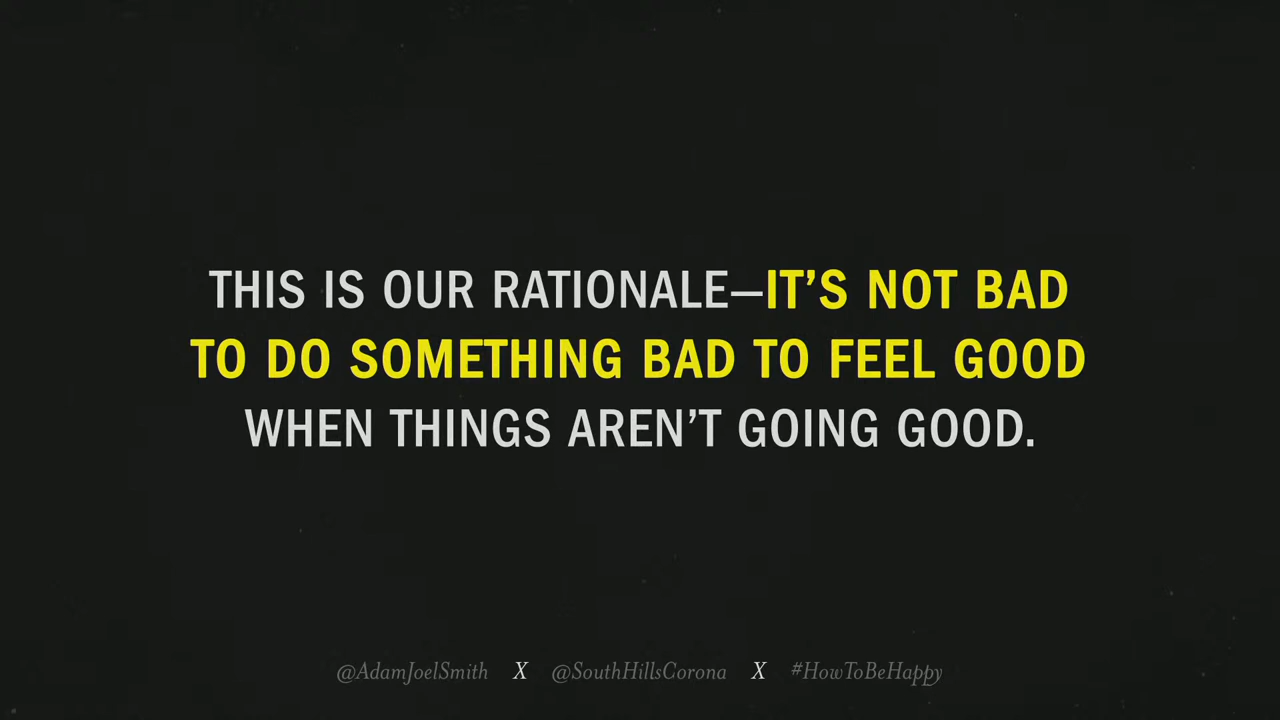 THIS IS OUR RATIONALE—IT’S NOT BAD
TO DO SOMETHING BAD TO FEEL GOOD
WHEN THINGS AREN’T GOING GOOD.
@AdamJoelSmith X @SouthHillsCorona X #HowToBeHappy